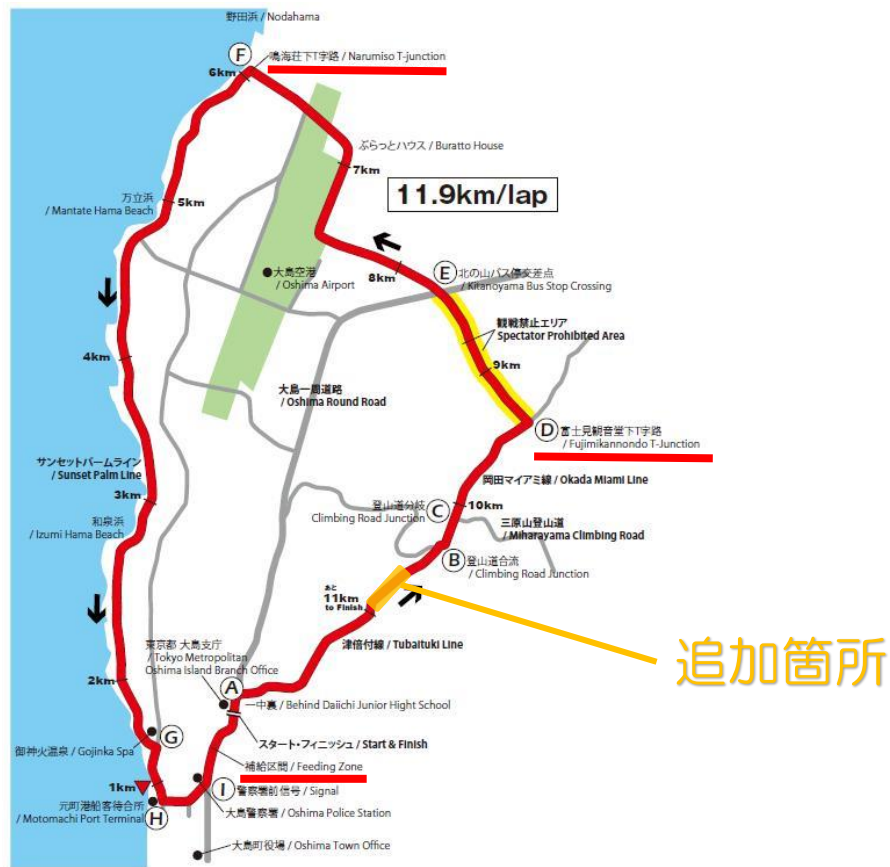 野田浜 / Nodahama
F
鳴海荘下T字路 / Narumiso T-junction
6km
ぶらっとハウス / Buratto House
7km
11.9km/lap
万立浜
/ Mantate Hama Beach
5km
大島空港
/ Oshima Airport
8km
E
北の山バス停交差点
/ Kitanoyama Bus Stop Crossing
観戦禁止エリア
Spectator Prohibited Area
4km
9km
大島一周道路
/ Oshima Round Road
D
富士見観音堂下T字路
/ Fujimikannondo T-Junction
サンセットパームライン
/ Sunset Palm Line
岡田マイアミ線 / Okada Miami Line
3km
登山道分岐
Climbing Road Junction
C
10km
和泉浜
/ Izumi Hama Beach
三原山登山道
/ Miharayama Climbing Road
B
登山道合流
/ Climbing Road Junction
あと
11km
to Finish
東京都 大島支庁
/ Tokyo Metropolitan
Oshima Island Branch Office
津倍付線 / Tubaituki Line
追加箇所
2km
A
一中裏 / Behind Daiichi Junior Hight School
G
御神火温泉 / Gojinka Spa
スタート・フィニッシュ / Start & Finish
補給区間 / Feeding Zone
1km
I
警察署前信号 / Signal
元町港船客待合所
/ Motomachi Port Terminal
H
大島警察署 / Oshima Police Station
大島町役場 / Oshima Town Office